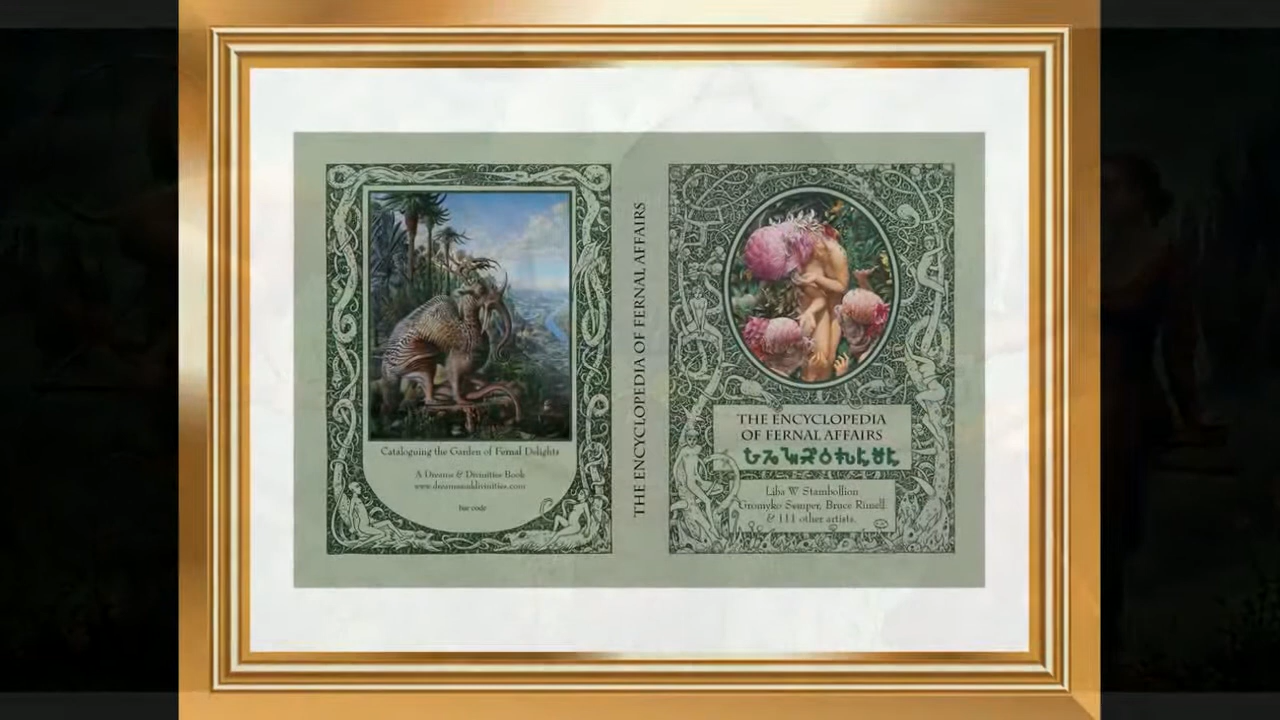 Cataloguing the Garden of Fernal Delights
A Dreams & Divinities Book
www.dreamsanddivinities.com
bar code
THE ENCYCLOPEDIA OF FERNAL AFFAIRS
THE ENCYCLOPEDIA
OF FERNAL AFFAIRS
Liba W Stambollion
Gromyko Semper, Bruce Rimell
& 111 other artists.